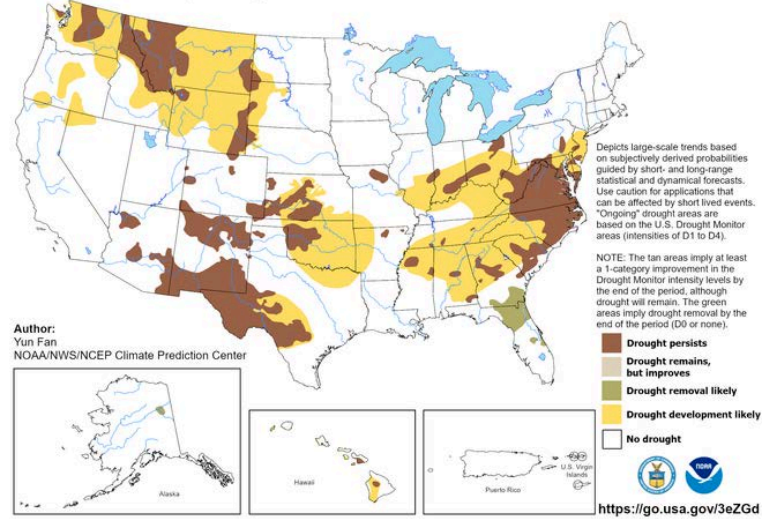 Depicts large-scale trends based
on subjectively derived probabilities
guided by short- and long-range
statistical and dynamical forecasts.
Use caution for applications that
can be affected by short lived events.
"Ongoing" drought areas are
based on the U.S. Drought Monitor
areas (intensities of D1 to D4).
NOTE: The tan areas imply at least
a 1-category improvement in the
Drought Monitor intensity levels by
the end of the period, although
drought will remain. The green
areas imply drought removal by the
end of the period (D0 or none).
Author:
Yun Fan
NOAA/NWS/NCEP Climate Prediction Center
Drought persists
Drought remains,
but improves
Drought removal likely
Drought development likely
No drought
Alaska
Hawaii
Puerto Rico
U.S. Virgin
Islands
NOAA
https://go.usa.gov/3eZGd